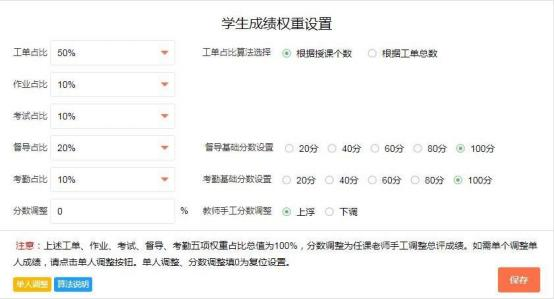 学生成绩权重设置
工单占比 50% 工单占比算法选择 根据授课个数 根据工单总数
作业占比 10%
考试占比 10%
督导占比 20% 督导基础分数设置 20分 40分 60分 80分 100分
考勤占比 10% 考勤基础分数设置 20分 40分 60分 80分 100分
分数调整 0 % 教师手工分数调整 上浮 下调
注意：上述工单、作业、考试、督导、考勤五项权重占比总值为100%，分数调整为任课老师手工调整总评成绩。如需单个调整单
人成绩，请点击单人调整按钮。单人调整、分数调整填0为复位设置。
单人调整 算法说明
保存